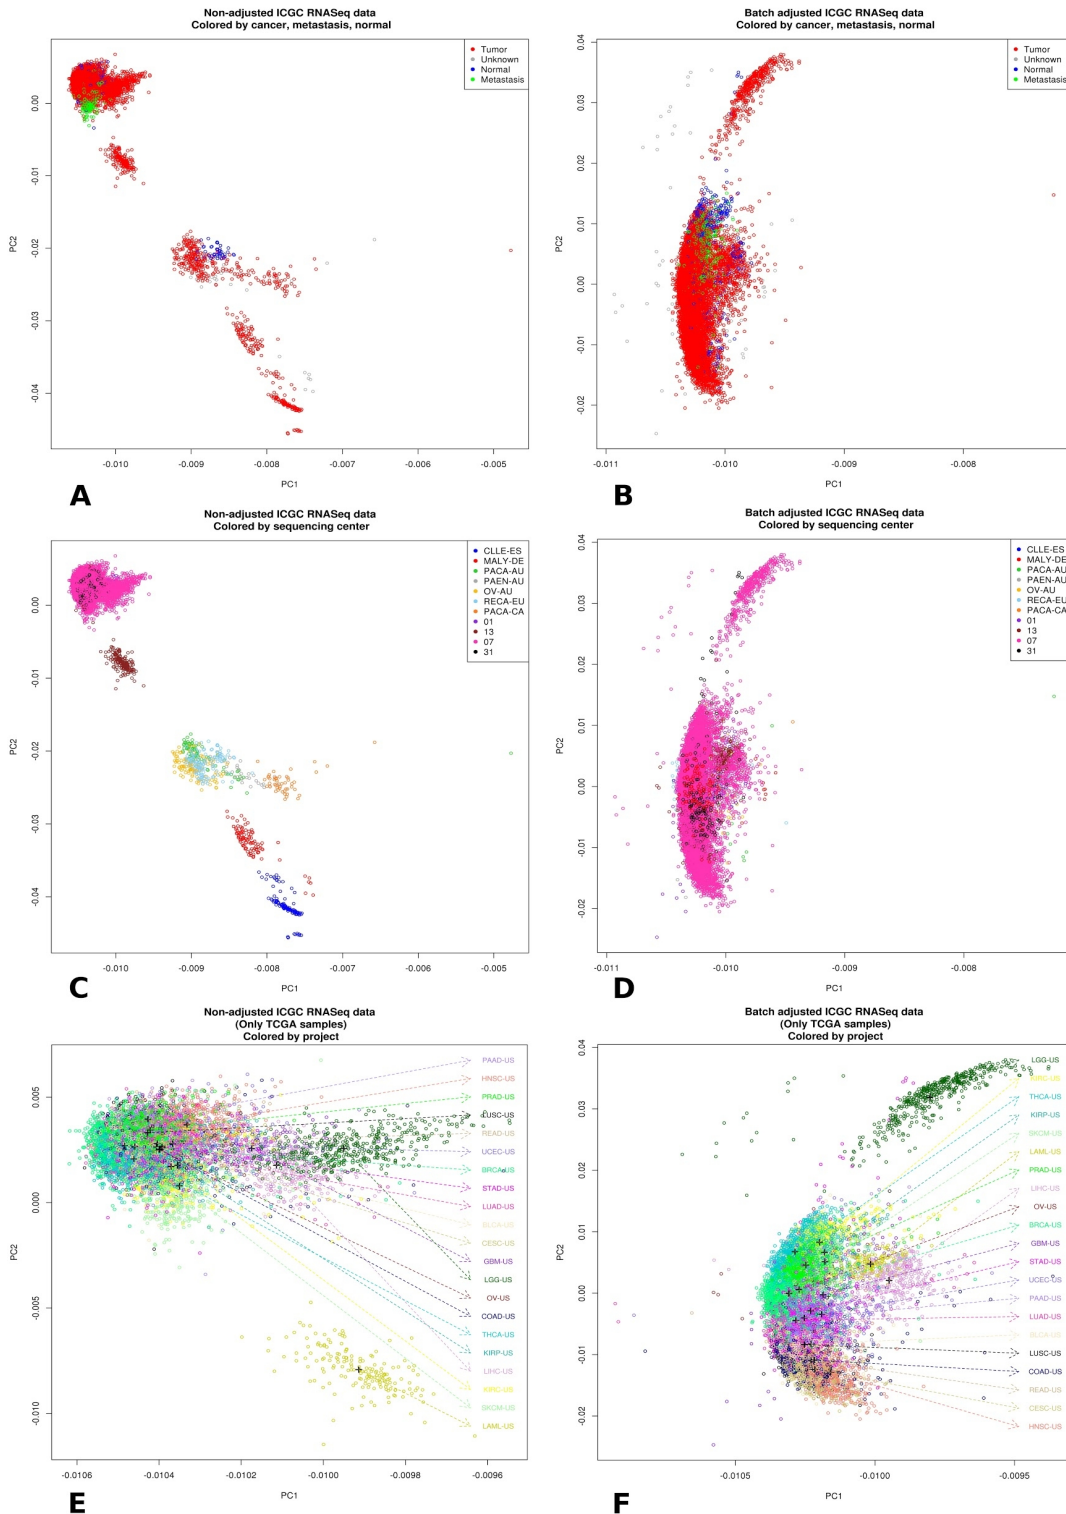 Non-adjusted ICGC RNASeq data
Colored by cancer, metastasis, normal
Tumor
Unknown
Normal
Metastasis
0.00
-0.01
-0.02
-0.03
-0.04
PC2
-0.010
-0.009
-0.008
-0.007
-0.006
-0.005
PC1
A
Batch adjusted ICGC RNASeq data
Colored by cancer, metastasis, normal
Tumor
Unknown
Normal
Metastasis
0.04
0.03
0.02
0.01
0.00
-0.01
-0.02
PC2
-0.011
-0.010
-0.009
-0.008
PC1
B
Non-adjusted ICGC RNASeq data
Colored by sequencing center
CLLE-ES
MALY-DE
PACA-AU
PAEN-AU
OV-AU
RECA-EU
PACA-CA
01
13
07
31
0.00
-0.01
-0.02
-0.03
-0.04
PC2
-0.010
-0.009
-0.008
-0.007
-0.006
-0.005
PC1
C
Batch adjusted ICGC RNASeq data
Colored by sequencing center
CLLE-ES
MALY-DE
PACA-AU
PAEN-AU
OV-AU
RECA-EU
PACA-CA
01
13
07
31
0.04
0.03
0.02
0.01
0.00
-0.01
-0.02
PC2
-0.011
-0.010
-0.009
-0.008
PC1
D
Non-adjusted ICGC RNASeq data
(Only TCGA samples)
Colored by project
PAAD-US
HNSC-US
PRAD-US
LUSC-US
READ-US
UCEC-US
BRCA-US
STAD-US
LUAD-US
BLCA-US
CESC-US
GBM-US
LGG-US
OV-US
COAD-US
THCA-US
KIRP-US
LIHC-US
KIRC-US
SKCM-US
LAML-US
0.005
0.000
-0.005
-0.010
PC2
-0.0106
-0.0104
-0.0102
-0.0100
-0.0098
-0.0096
PC1
E
Batch adjusted ICGC RNASeq data
(Only TCGA samples)
Colored by project
LGG-US
KIRC-US
THCA-US
KIRP-US
SKCM-US
LAML-US
PRAD-US
LIHC-US
OV-US
BRCA-US
GBM-US
STAD-US
UCEC-US
PAAD-US
LUAD-US
BLCA-US
LUSC-US
COAD-US
READ-US
CESC-US
HNSC-US
0.04
0.03
0.02
0.01
0.00
-0.01
-0.02
PC2
-0.0105
-0.0100
-0.0095
PC1
F